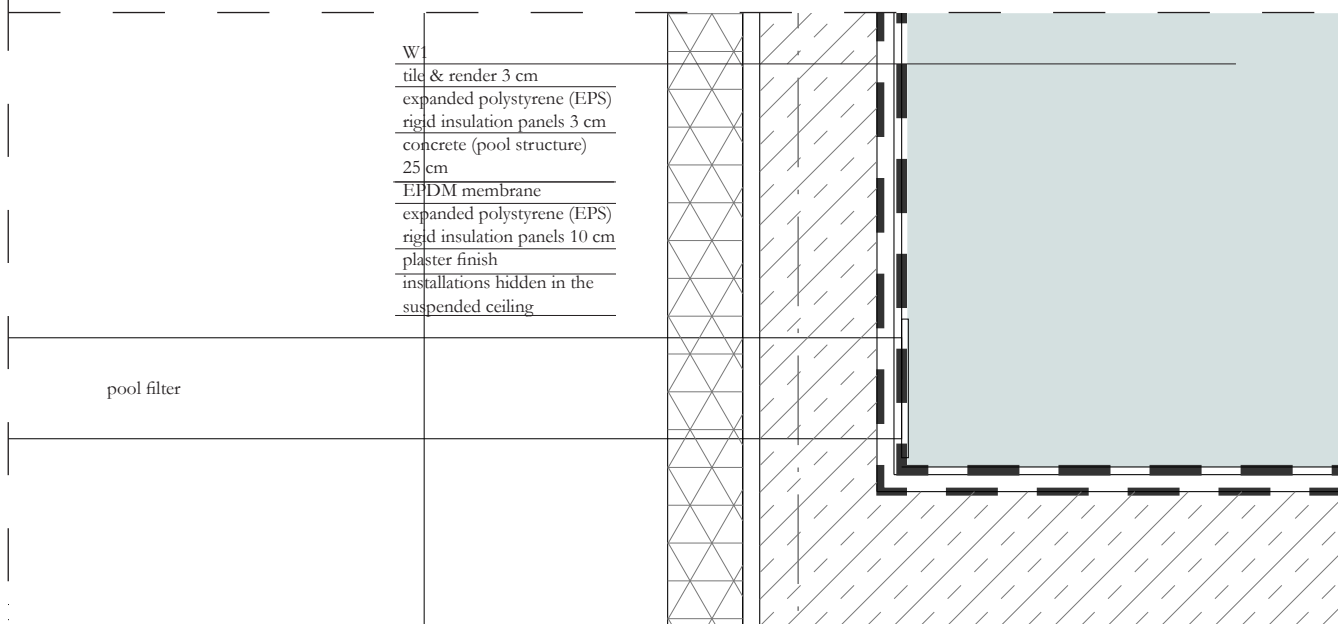 W1
tile & render 3 cm
expanded polystyrene (EPS)
rigid insulation panels 3 cm
concrete (pool structure)
25 cm
EPDM membrane
expanded polystyrene (EPS)
rigid insulation panels 10 cm
plaster finish
installations hidden in the
suspended ceiling
pool filter